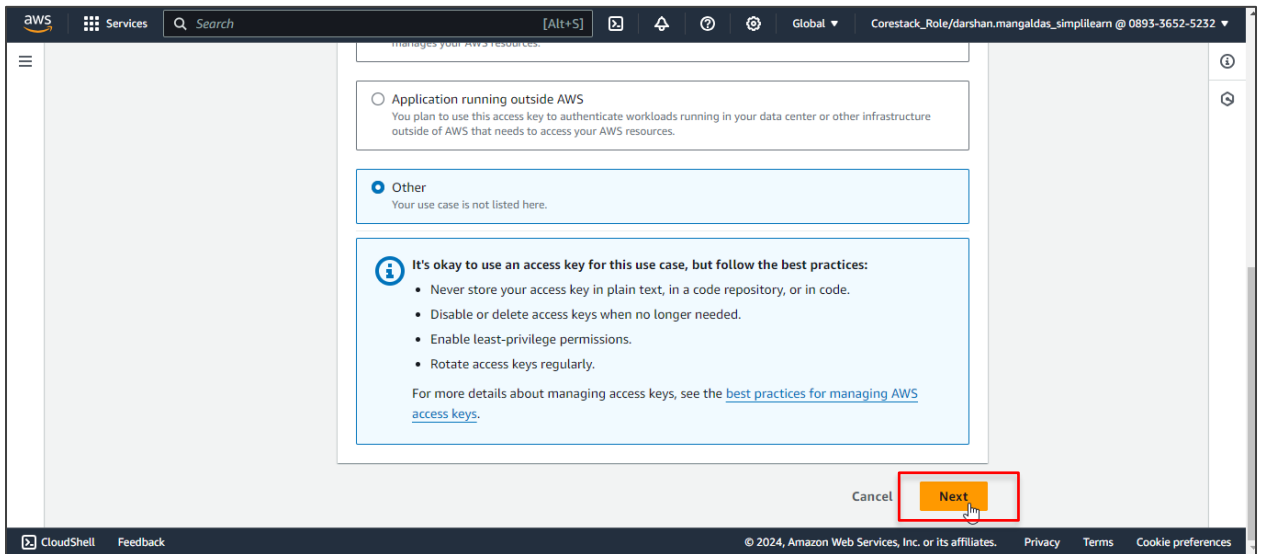 aws Services Search [Alt+S] Global ▼ Corestack_Role/darshan.mangaldas_simplilearn @ 0893-3652-5232 ▼
manages your AWS resources.
Application running outside AWS
You plan to use this access key to authenticate workloads running in your data center or other infrastructure
outside of AWS that needs to access your AWS resources.
Other
Your use case is not listed here.
It's okay to use an access key for this use case, but follow the best practices:
• Never store your access key in plain text, in a code repository, or in code.
• Disable or delete access keys when no longer needed.
• Enable least-privilege permissions.
• Rotate access keys regularly.
For more details about managing access keys, see the best practices for managing AWS
access keys.
Cancel Next
CloudShell Feedback © 2024, Amazon Web Services, Inc. or its affiliates. Privacy Terms Cookie preferences